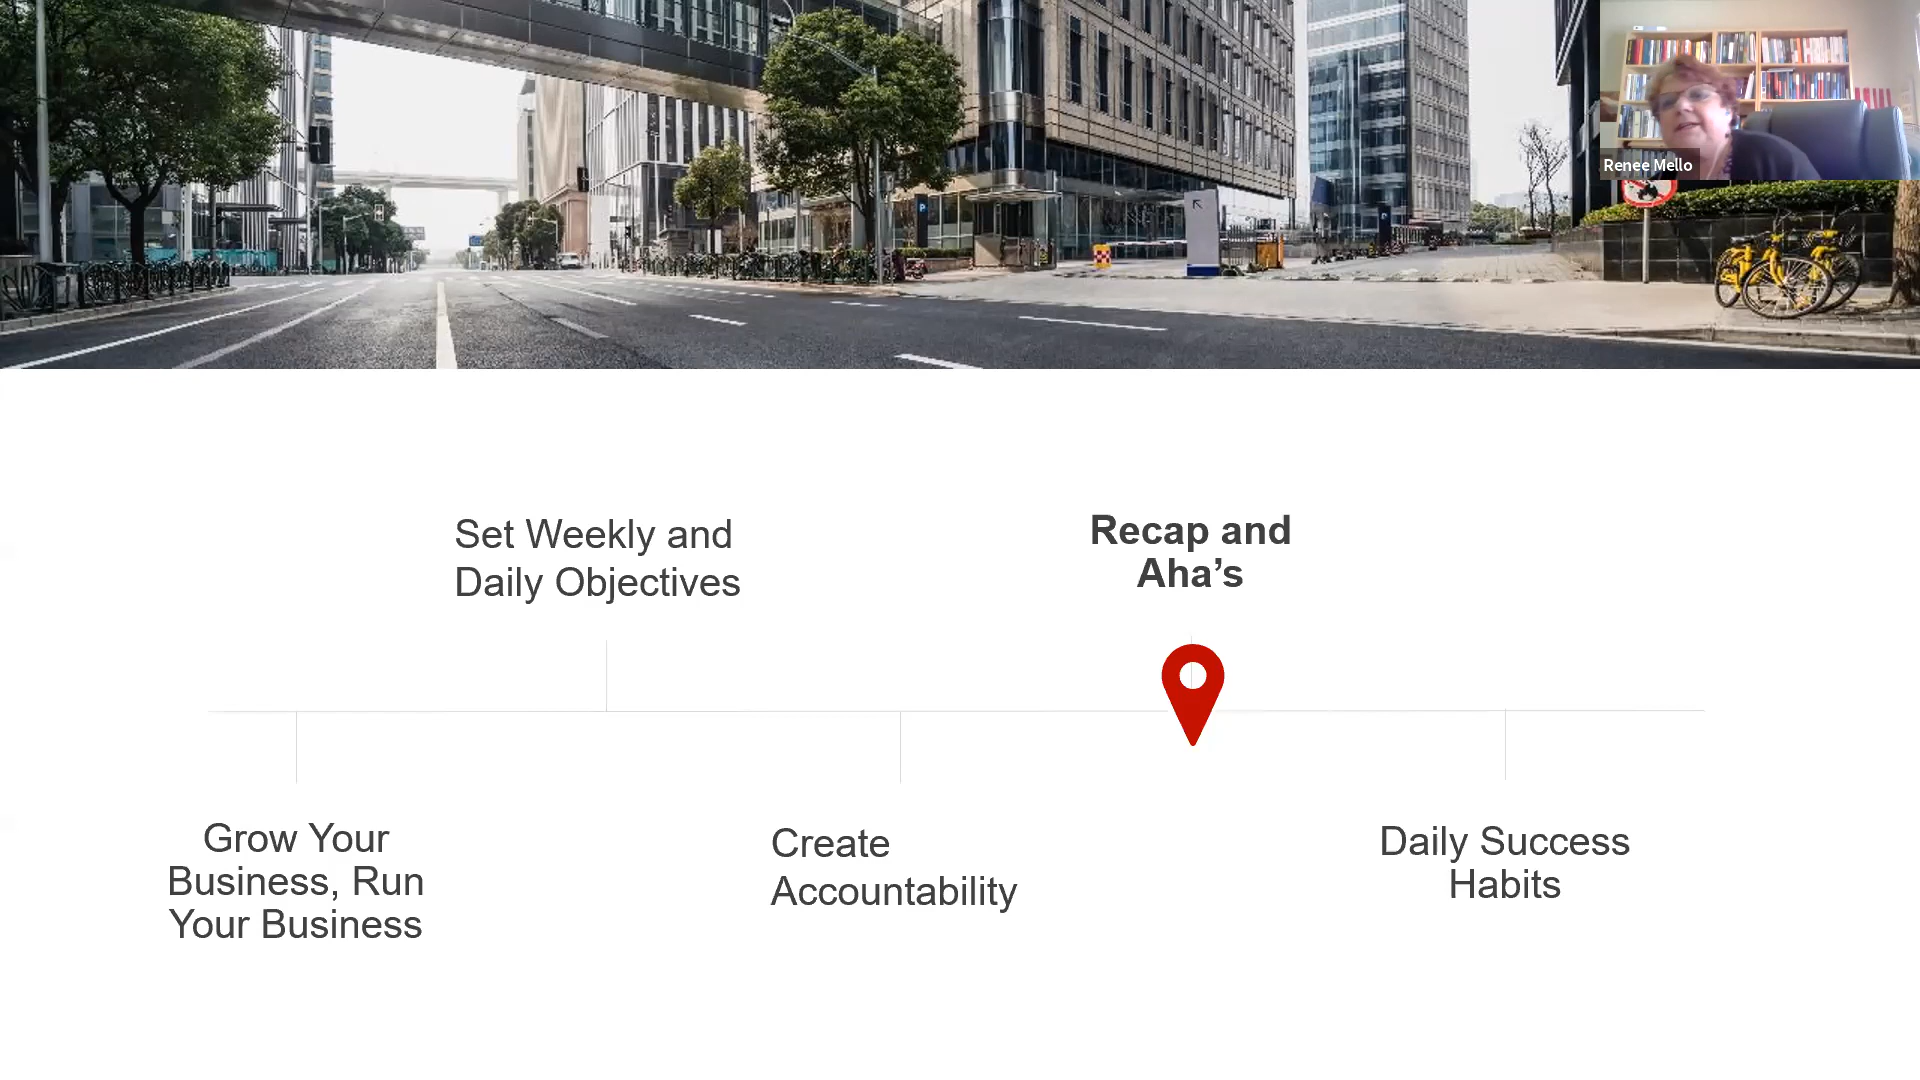 Renee Mello
P
Set Weekly and
Daily Objectives
Recap and
Aha’s
Grow Your
Business, Run
Your Business
Create
Accountability
Daily Success
Habits